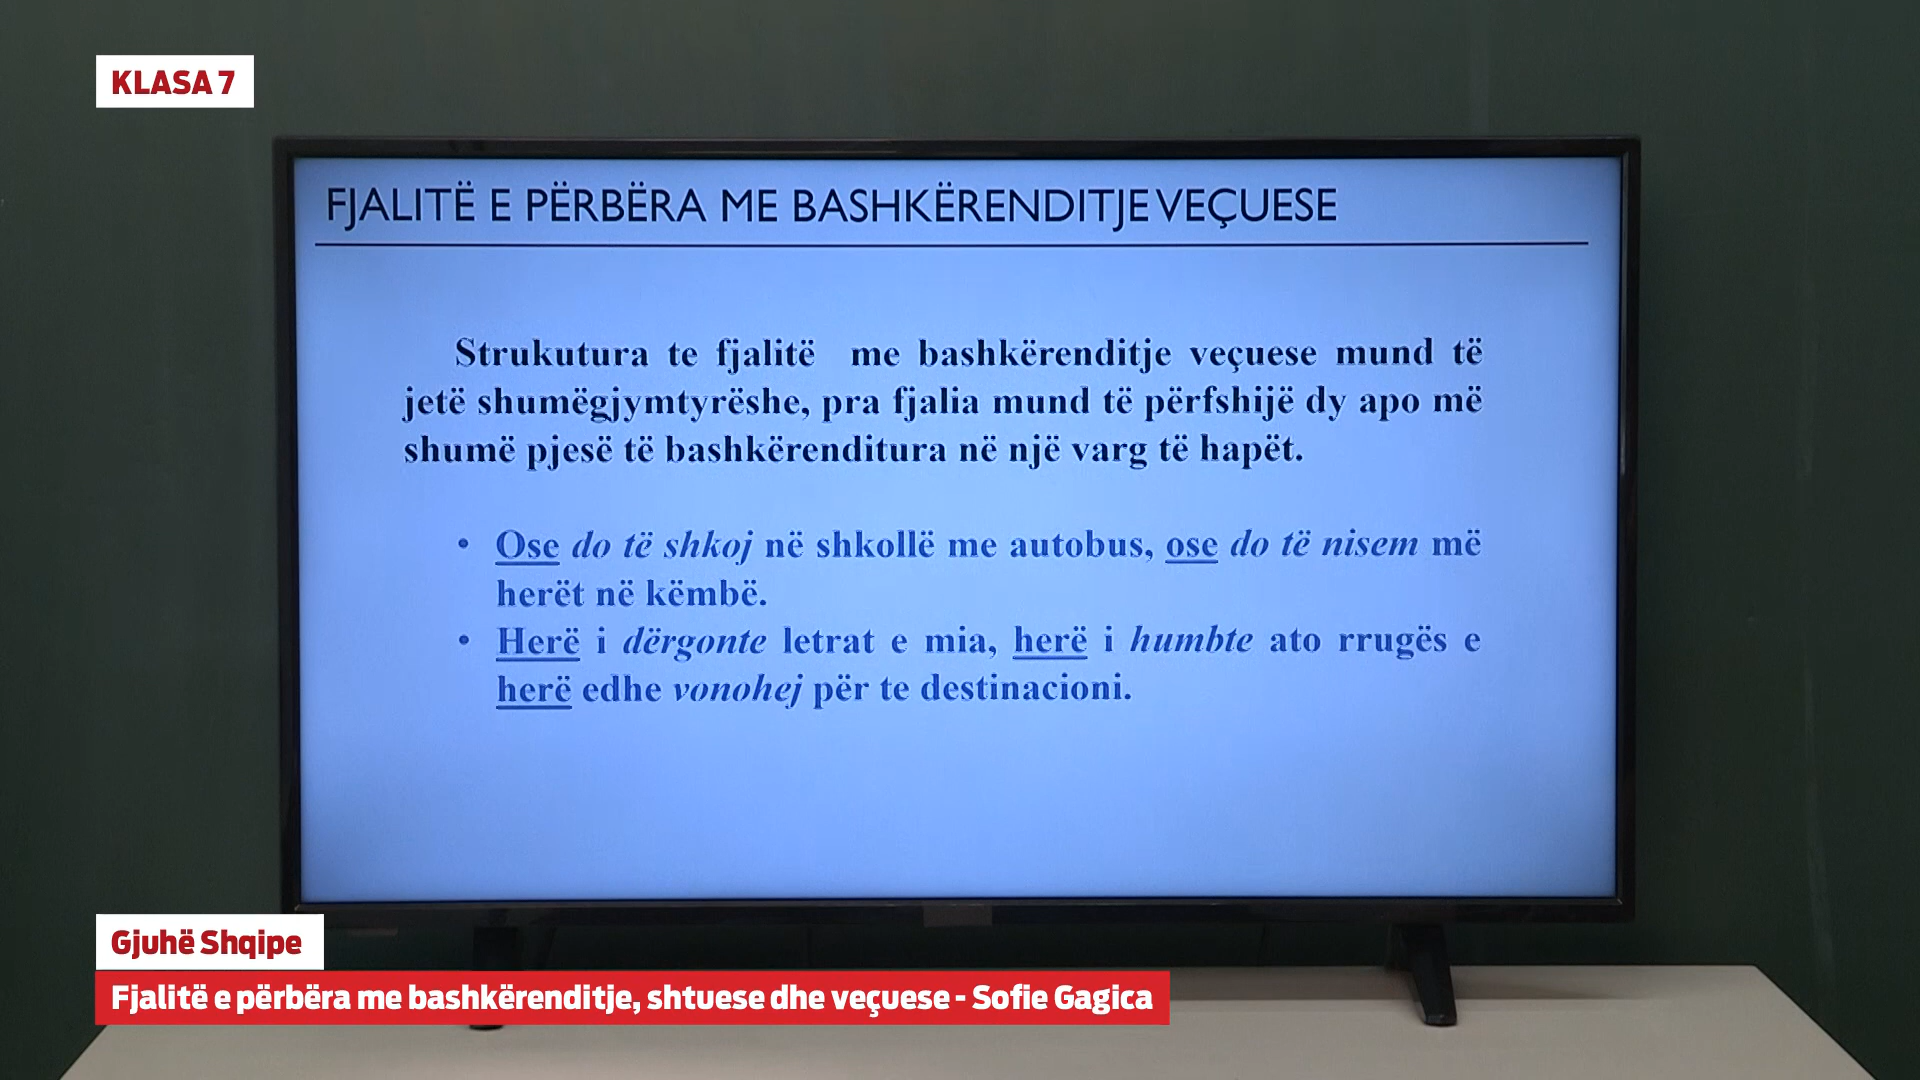 KLASA 7
FJALITË E PËRBËRA ME BASHKËRENDITJE VEÇUESE
Strukutura te fjalitë me bashkërenditje veçuese mund të
jetë shumëgjymtyrëshe, pra fjalia mund të përfshijë dy apo më
shumë pjesë të bashkërenditura në një varg të hapët.
• Ose do të shkoj në shkollë me autobus, ose do të nisem më
herët në këmbë.
• Herë i dërgonte letrat e mia, herë i humbte ato rrugës e
herë edhe vonohej për te destinacioni.
Gjuhë Shqipe
Fjalitë e përbëra me bashkërenditje, shtuese dhe veçuese - Sofie Gagica